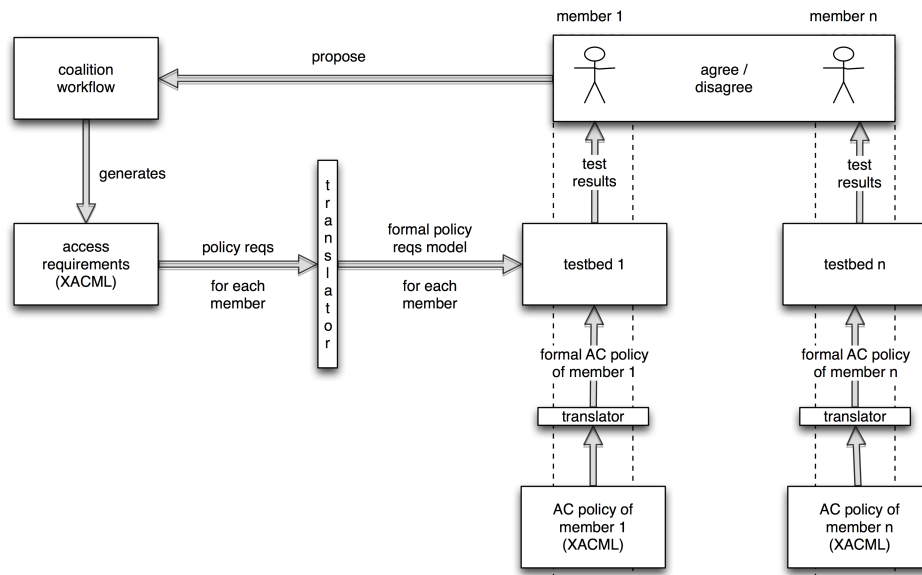 member 1
member n
coalition
workflow
propose
agree /
disagree
generates
test
results
test
results
translator
access
requirements
(XACML)
policy reqs
for each
member
formal policy
reqs model
for each
member
testbed 1
testbed n
formal AC policy
of member 1
formal AC policy
of member n
translator
translator
AC policy of
member 1
(XACML)
AC policy of
member n
(XACML)